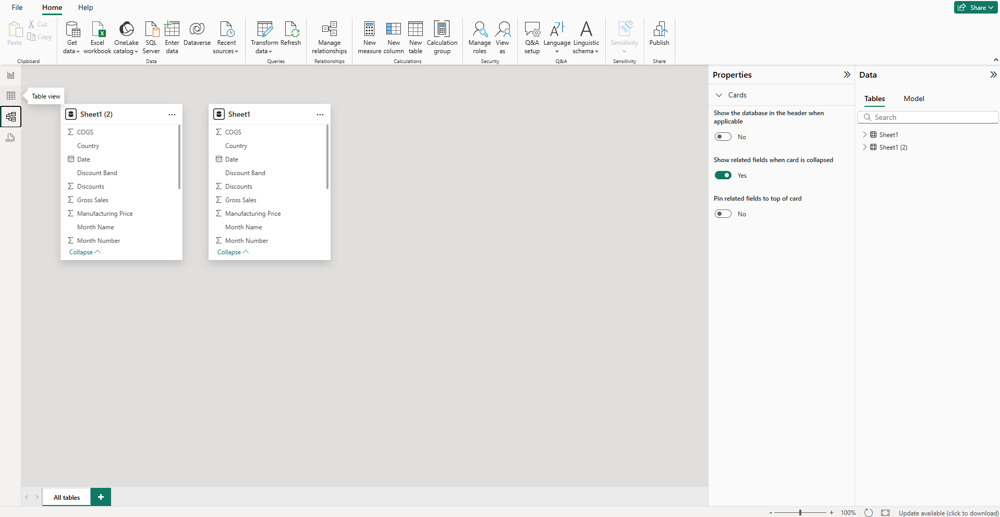 File
Home
Help
Share
Paste
Cut
Copy
Clipboard
Get
data
Excel
workbook
OneLake
catalog
SQL
Server
Enter
data
Dataverse
Recent
sources
Data
Transform
data
Refresh
Queries
Manage
relationships
Relationships
New
measure
New
column
New
table
Calculation
group
Calculations
Manage
roles
View
as
Security
Q&A
setup
Language
Linguistic
schema
Q&A
Sensitivity
Sensitivity
Publish
Share
DAX
Table view
Sheet1 (2)
COGS
Country
Date
Discount Band
Discounts
Gross Sales
Manufacturing Price
Month Name
Month Number
Collapse
Sheet1
COGS
Country
Date
Discount Band
Discounts
Gross Sales
Manufacturing Price
Month Name
Month Number
Collapse
Properties
Cards
Show the database in the header when
applicable
No
Show related fields when card is collapsed
Yes
Pin related fields to top of card
No
Data
Tables
Model
Search
Sheet1
Sheet1 (2)
All tables
+
- + 100%
Update available (click to download)